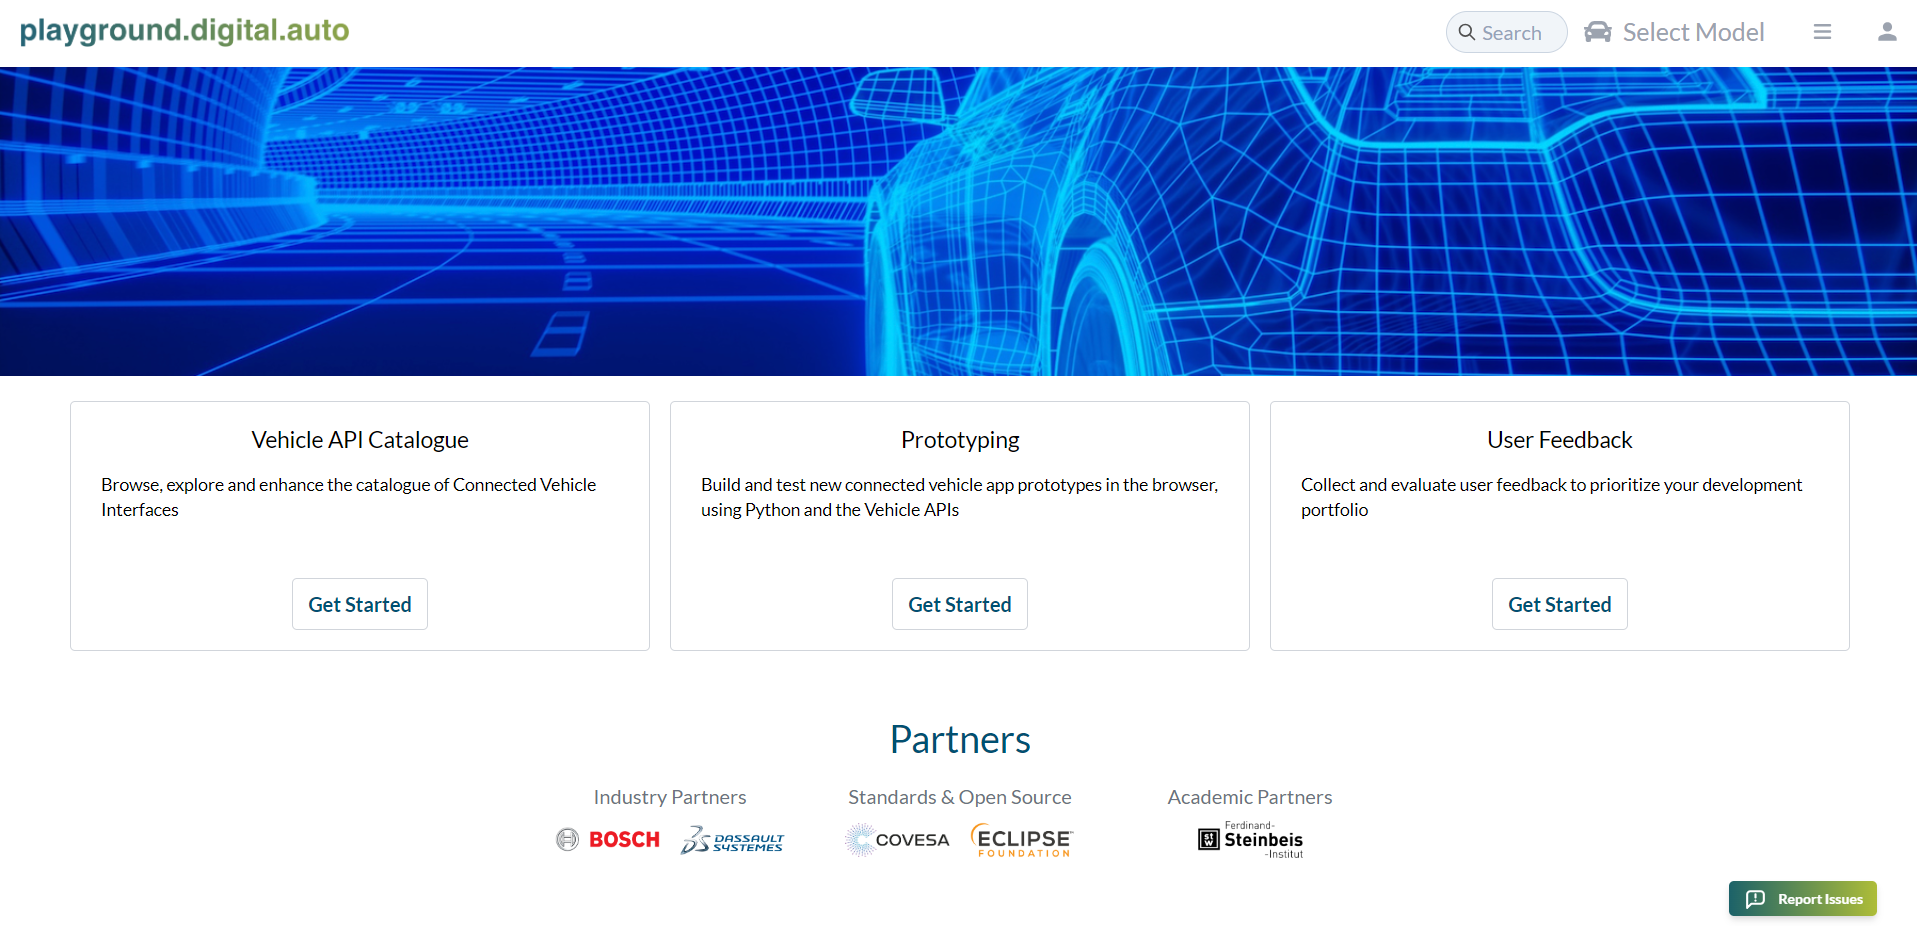 playground.digital.auto
Search
Select Model
Vehicle API Catalogue
Browse, explore and enhance the catalogue of Connected Vehicle
Interfaces
Get Started
Prototyping
Build and test new connected vehicle app prototypes in the browser,
using Python and the Vehicle APIs
Get Started
User Feedback
Collect and evaluate user feedback to prioritize your development
portfolio
Get Started
Partners
Industry Partners
BOSCH
DASSAULT
SYSTEMES
Standards & Open Source
COVESA
ECLIPSE
FOUNDATION
Academic Partners
stw
Ferdinand-
Steinbeis
-Institut
Report Issues